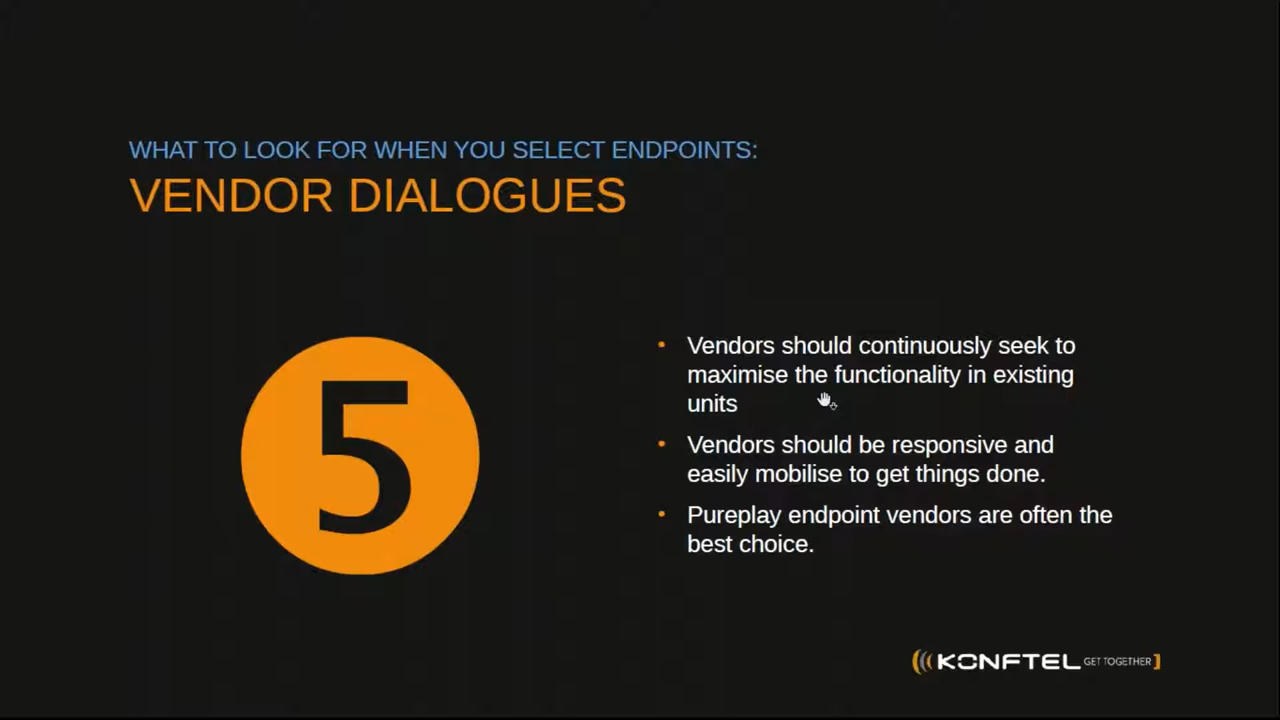 WHAT TO LOOK FOR WHEN YOU SELECT ENDPOINTS:
VENDOR DIALOGUES
5
• Vendors should continuously seek to
maximise the functionality in existing
units
• Vendors should be responsive and
easily mobilise to get things done.
• Pureplay endpoint vendors are often the
best choice.
KONFTEL GET TOGETHER